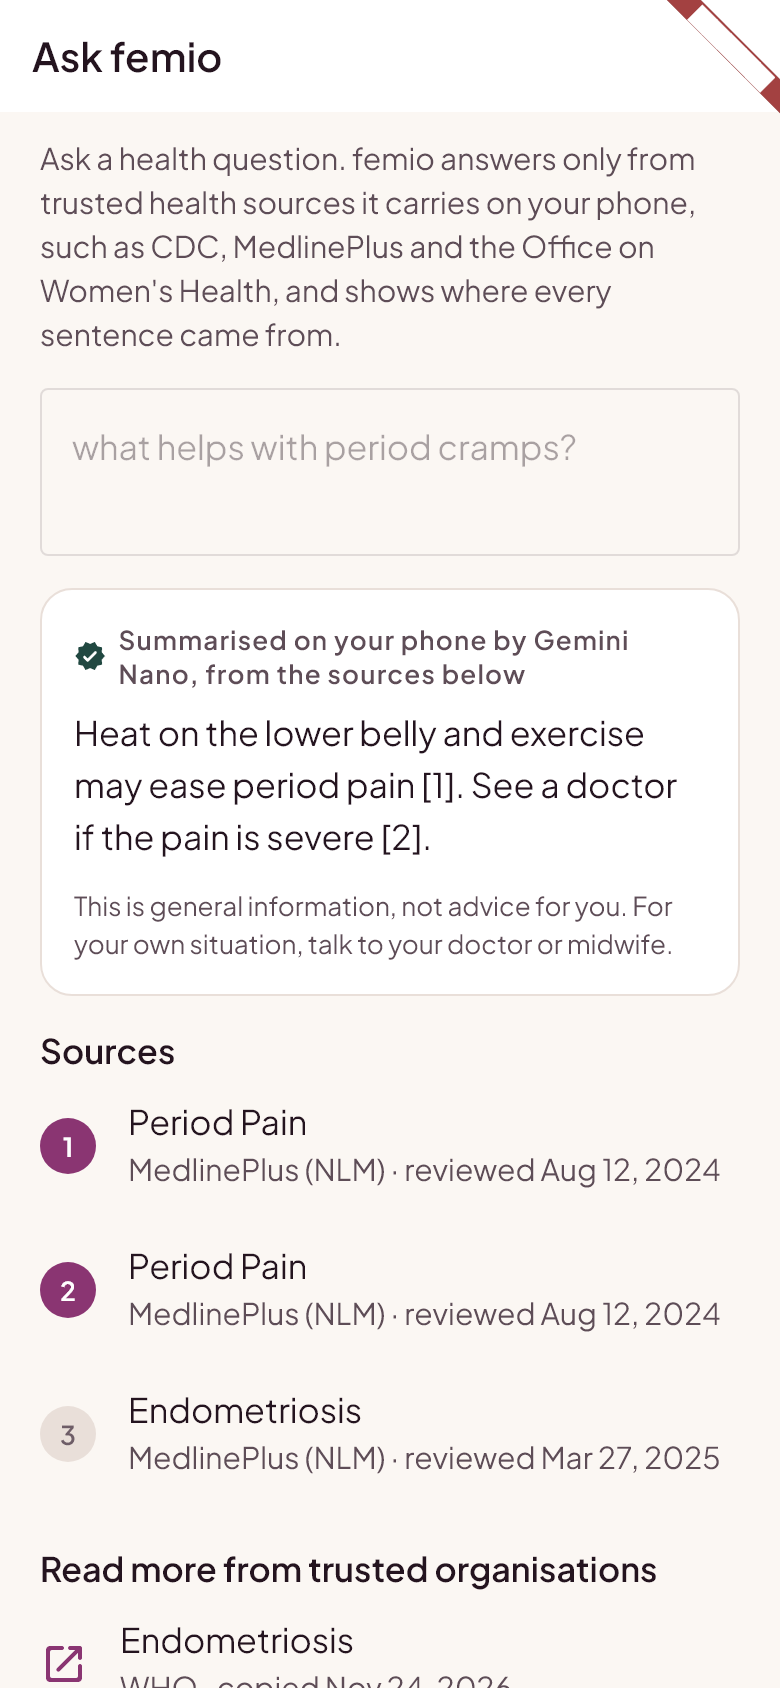 Ask femio
Ask a health question. femio answers only from
trusted health sources it carries on your phone,
such as CDC, MedlinePlus and the Office on
Women's Health, and shows where every
sentence came from.
what helps with period cramps?
Summarised on your phone by Gemini
Nano, from the sources below
Heat on the lower belly and exercise
may ease period pain [1]. See a doctor
if the pain is severe [2].
This is general information, not advice for you. For
your own situation, talk to your doctor or midwife.
Sources
1
Period Pain
MedlinePlus (NLM) · reviewed Aug 12, 2024
2
Period Pain
MedlinePlus (NLM) · reviewed Aug 12, 2024
3
Endometriosis
MedlinePlus (NLM) · reviewed Mar 27, 2025
Read more from trusted organisations
Endometriosis
WHO · copied Nov 24, 2026